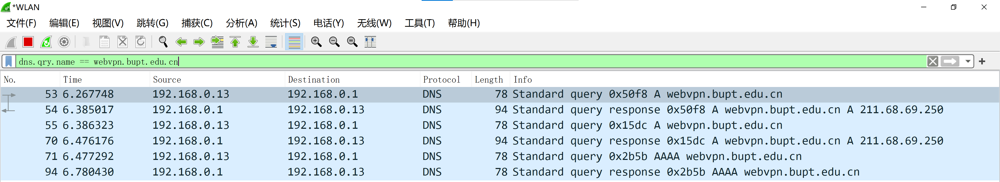 *WLAN
文件(F) 编辑(E) 视图(V) 跳转(G) 捕获(C) 分析(A) 统计(S) 电话(Y) 无线(W) 工具(T) 帮助(H)
dns.qry.name == webvpn.bupt.edu.cn
No. Time Source Destination Protocol Length Info
53 6.267748 192.168.0.13 192.168.0.1 DNS 78 Standard query 0x50f8 A webvpn.bupt.edu.cn
54 6.385017 192.168.0.1 192.168.0.13 DNS 94 Standard query response 0x50f8 A webvpn.bupt.edu.cn A 211.68.69.250
55 6.386323 192.168.0.13 192.168.0.1 DNS 78 Standard query 0x15dc A webvpn.bupt.edu.cn
70 6.476176 192.168.0.1 192.168.0.13 DNS 94 Standard query response 0x15dc A webvpn.bupt.edu.cn A 211.68.69.250
71 6.477292 192.168.0.13 192.168.0.1 DNS 78 Standard query 0x2b5b AAAA webvpn.bupt.edu.cn
94 6.780430 192.168.0.1 192.168.0.13 DNS 78 Standard query response 0x2b5b AAAA webvpn.bupt.edu.cn